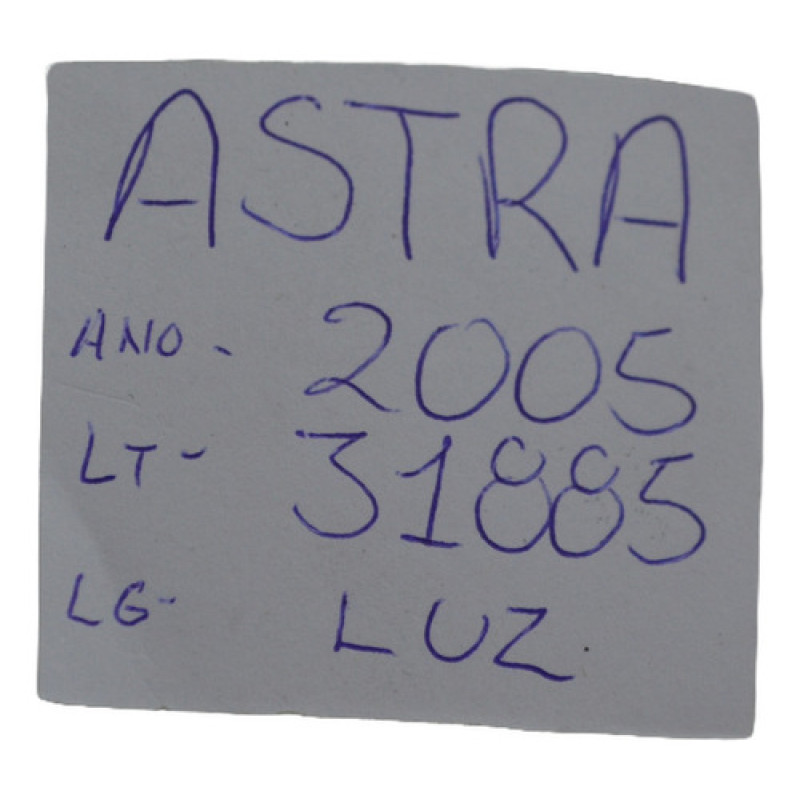 ASTRA
ANO - 2005
LT - 31885
LG - LUZ